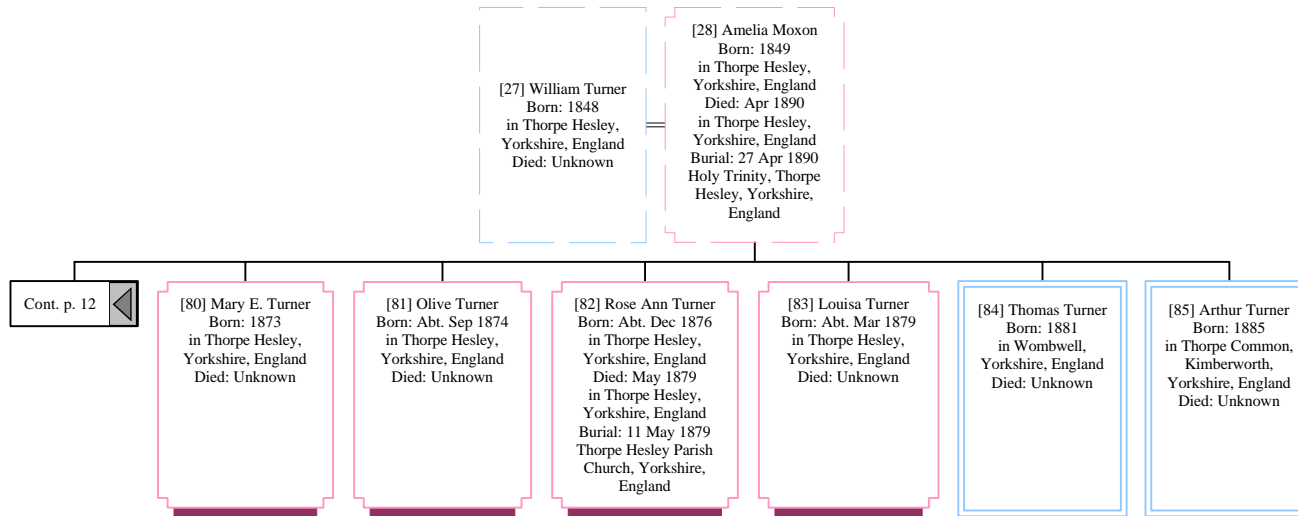 [27] William Turner
Born: 1848
in Thorpe Hesley,
Yorkshire, England
Died: Unknown
[28] Amelia Moxon
Born: 1849
in Thorpe Hesley,
Yorkshire, England
Died: Apr 1890
in Thorpe Hesley,
Yorkshire, England
Burial: 27 Apr 1890
Holy Trinity, Thorpe
Hesley, Yorkshire,
England
Cont. p. 12
[80] Mary E. Turner
Born: 1873
in Thorpe Hesley,
Yorkshire, England
Died: Unknown
[81] Olive Turner
Born: Abt. Sep 1874
in Thorpe Hesley,
Yorkshire, England
Died: Unknown
[82] Rose Ann Turner
Born: Abt. Dec 1876
in Thorpe Hesley,
Yorkshire, England
Died: May 1879
in Thorpe Hesley,
Yorkshire, England
Burial: 11 May 1879
Thorpe Hesley Parish
Church, Yorkshire,
England
[83] Louisa Turner
Born: Abt. Mar 1879
in Thorpe Hesley,
Yorkshire, England
Died: Unknown
[84] Thomas Turner
Born: 1881
in Wombwell,
Yorkshire, England
Died: Unknown
[85] Arthur Turner
Born: 1885
in Thorpe Common,
Kimberworth,
Yorkshire, England
Died: Unknown